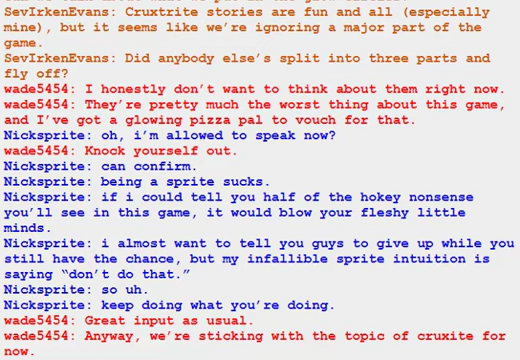 SevIrkenEvans: Cruxtrite stories are fun and all (especially
mine), but it seems like we're ignoring a major part of the
game.
SevIrkenEvans: Did anybody else's split into three parts and
fly off?
wade5454: I honestly don't want to think about them right now.
wade5454: They're pretty much the worst thing about this game,
and I've got a glowing pizza pal to vouch for that.
Nicksprite: oh, i'm allowed to speak now?
wade5454: Knock yourself out.
Nicksprite: can confirm.
Nicksprite: being a sprite sucks.
Nicksprite: if i could tell you half of the hokey nonsense
you'll see in this game, it would blow your fleshy little
minds.
Nicksprite: i almost want to tell you guys to give up while you
still have the chance, but my infallible sprite intuition is
saying “don't do that.”
Nicksprite: so uh.
Nicksprite: keep doing what you're doing.
wade5454: Great input as usual.
wade5454: Anyway, we're sticking with the topic of cruxite for
now.